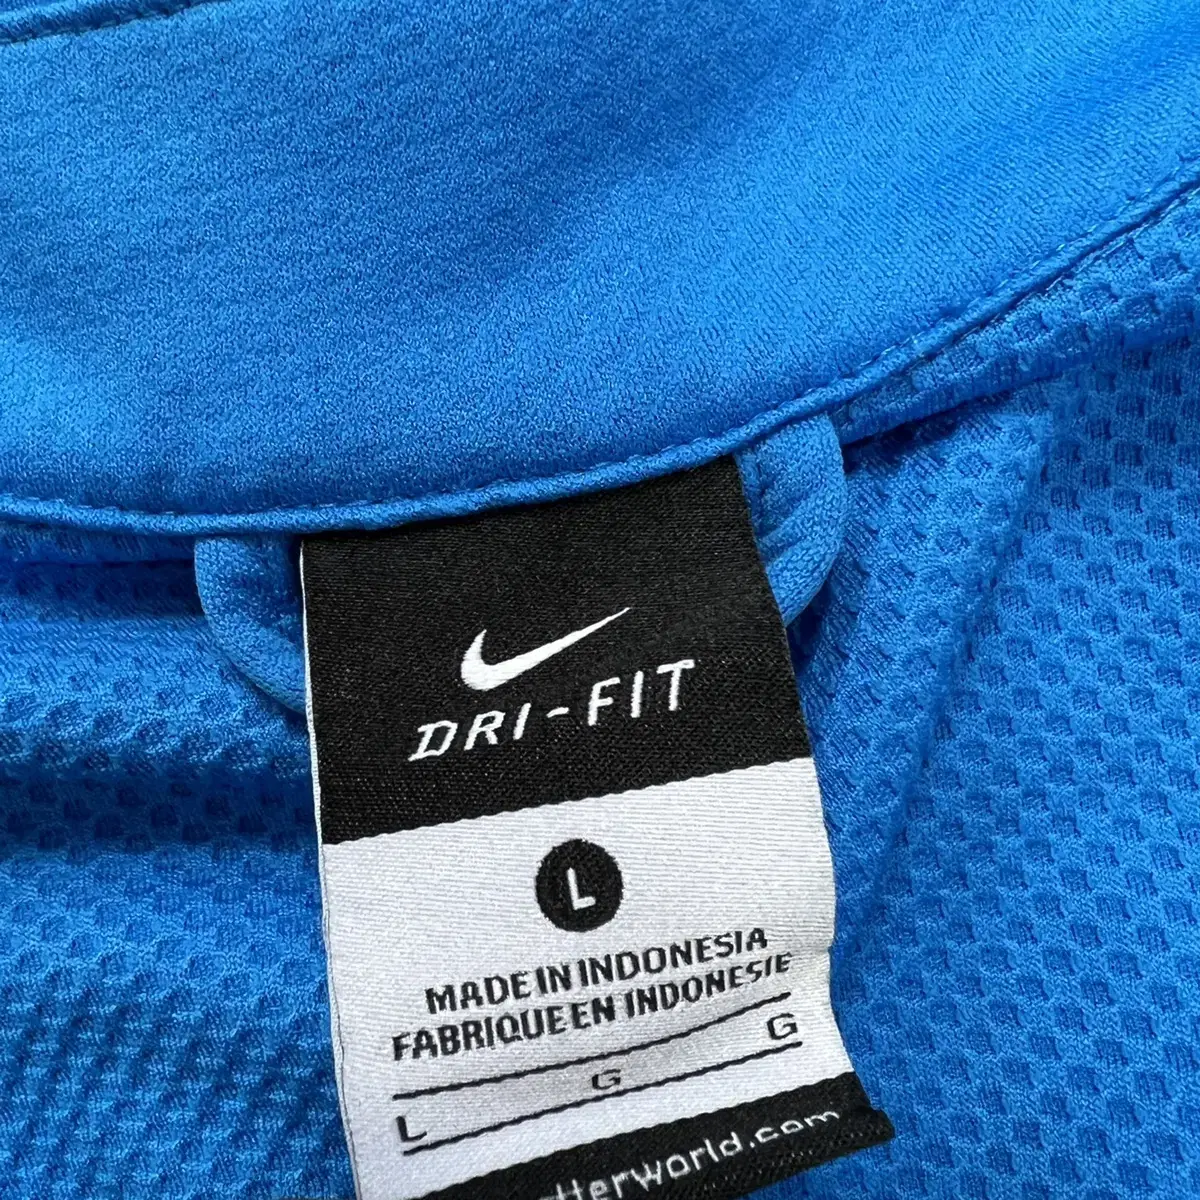 DRI-FIT
L
MADE IN INDONESIA
FABRIQUE EN INDONESIE
L G G